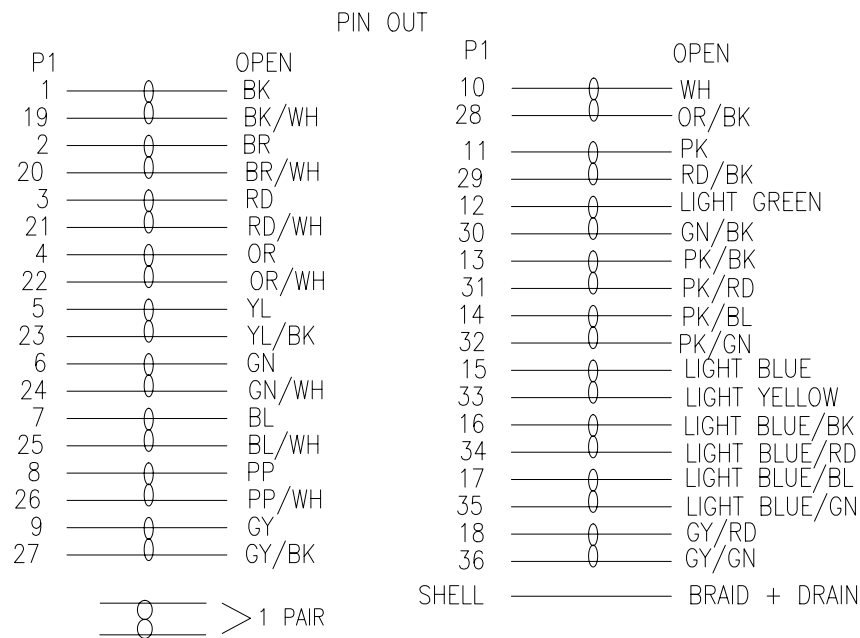 PIN OUT
P1 OPEN
1 BK
19 BK/WH
2 BR
20 BR/WH
3 RD
21 RD/WH
4 OR
22 OR/WH
5 YL
23 YL/BK
6 GN
24 GN/WH
7 BL
25 BL/WH
8 PP
26 PP/WH
9 GY
27 GY/BK
1 PAIR
P1 OPEN
10 WH
28 OR/BK
11 PK
29 RD/BK
12 LIGHT GREEN
30 GN/BK
13 PK/BK
31 PK/RD
14 PK/BL
32 PK/GN
15 LIGHT BLUE
33 LIGHT YELLOW
16 LIGHT BLUE/BK
34 LIGHT BLUE/RD
17 LIGHT BLUE/BL
35 LIGHT BLUE/GN
18 GY/RD
36 GY/GN
SHELL BRAID + DRAIN